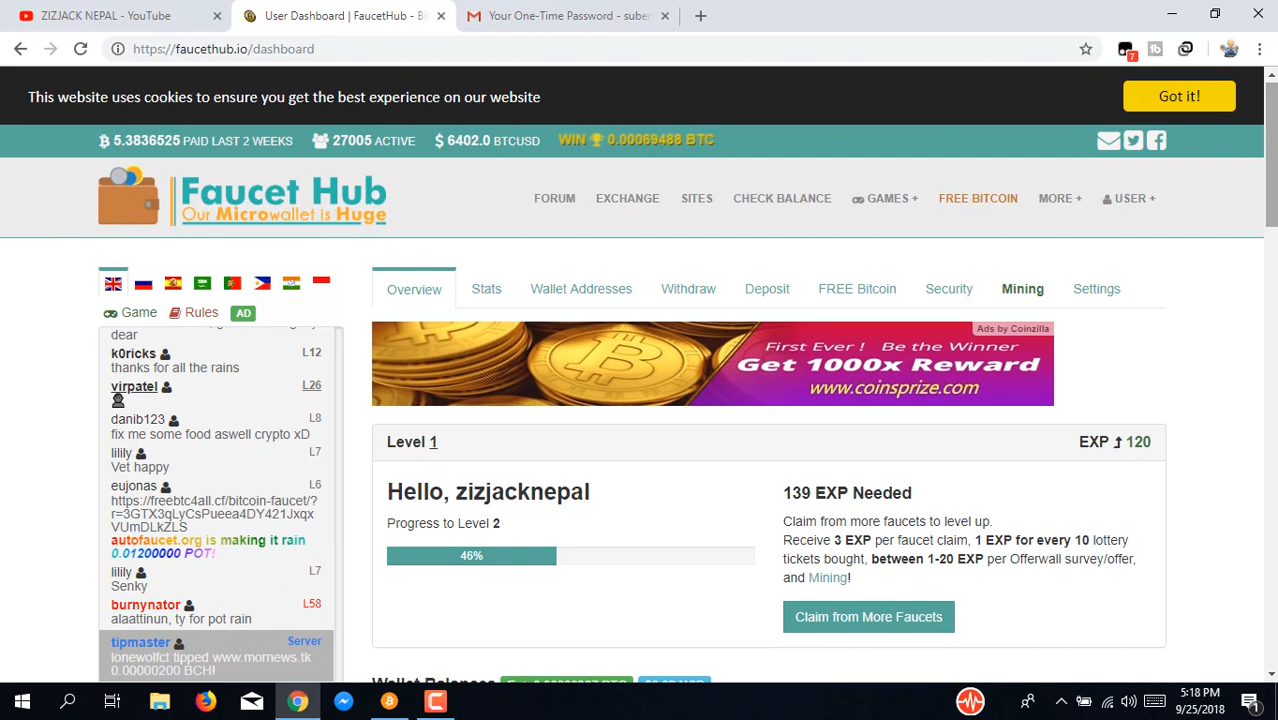 ZIZJACK NEPAL - YouTube
User Dashboard | FaucetHub - Bi
Your One-Time Password - suber
https://faucethub.io/dashboard
7
This website uses cookies to ensure you get the best experience on our website
Got it!
5.3836525 PAID LAST 2 WEEKS
27005 ACTIVE
$ 6402.0 BTCUSD
WIN 0.00069488 BTC
Faucet Hub
Our Microwallet is Huge
FORUM
EXCHANGE
SITES
CHECK BALANCE
GAMES +
FREE BITCOIN
MORE +
USER +
Game
Rules
AD
dear
k0ricks L12
thanks for all the rains
virpatel L26
danib123 L8
fix me some food aswell crypto xD
lilily L7
Vet happy
eujonas L6
https://freebtc4all.cf/bitcoin-faucet/?
r=3GTX3qLyCsPueea4DY421Jxqx
VUmDLkZLS
autofaucet.org is making it rain
0.01200000 POT!
lilily L7
Senky
burnynator L58
alaattinun, ty for pot rain
tipmaster Server
lonewolfct tipped www.mornews.tk
0.00000200 BCH!
Overview
Stats
Wallet Addresses
Withdraw
Deposit
FREE Bitcoin
Security
Mining
Settings
Ads by Coinzilla
First Ever ! Be the Winner
Get 1000x Reward
www.coinsprize.com
Level 1
EXP 120
Hello, zizjacknepal
Progress to Level 2
46%
139 EXP Needed
Claim from more faucets to level up.
Receive 3 EXP per faucet claim, 1 EXP for every 10 lottery
tickets bought, between 1-20 EXP per Offerwall survey/offer,
and Mining!
Claim from More Faucets
Wallet Balances
5:18 PM
9/25/2018
1